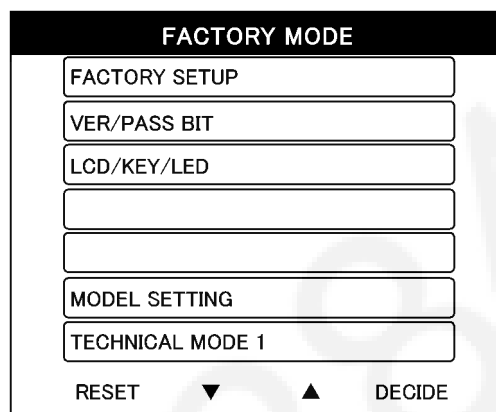 FACTORY MODE
FACTORY SETUP
VER/PASS BIT
LCD/KEY/LED
MODEL SETTING
TECHNICAL MODE 1
RESET ▼ ▲ DECIDE